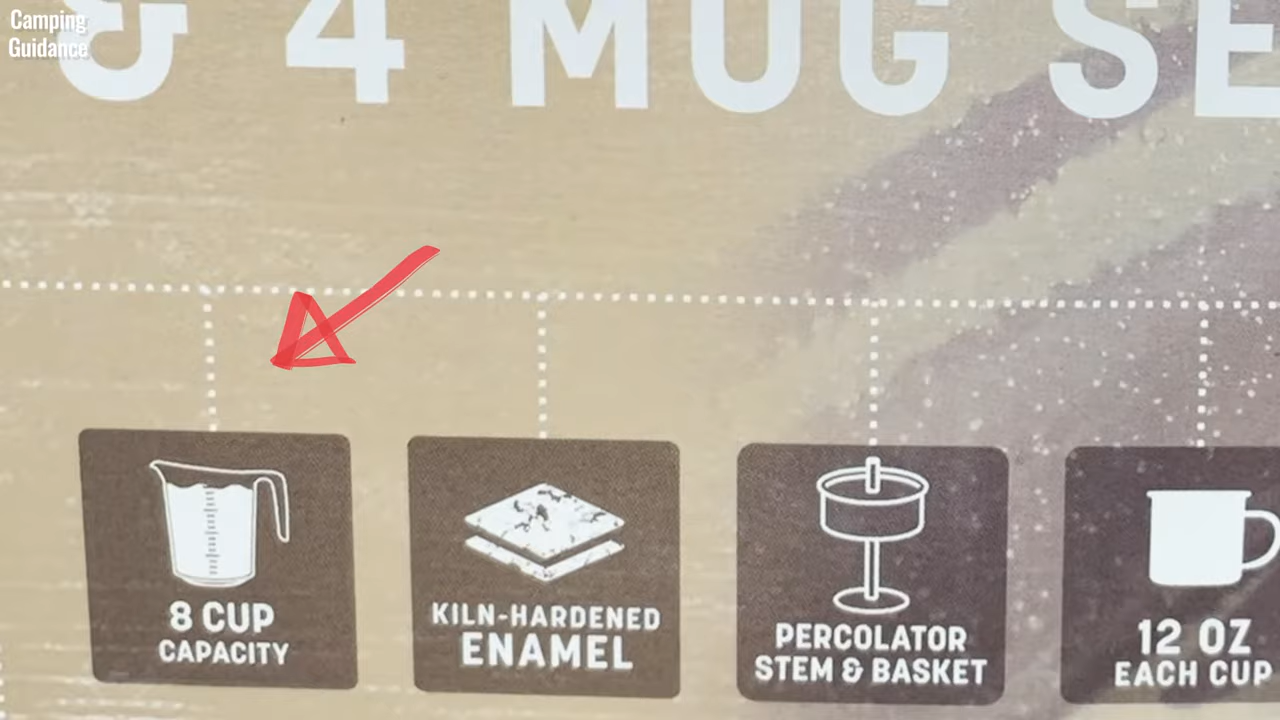 Camping
Guidance
& 4 MUG SE
8 CUP
CAPACITY
KILN-HARDENED
ENAMEL
PERCOLATOR
STEM & BASKET
12 OZ
EACH CUP